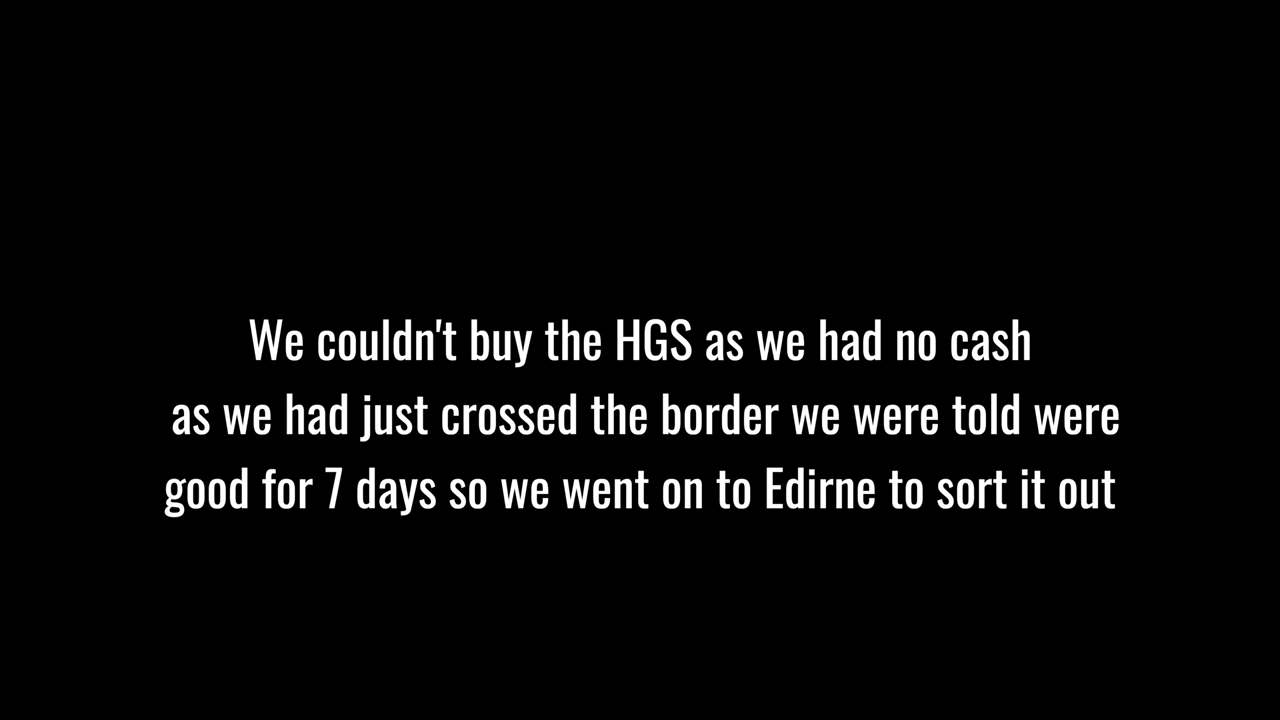 We couldn't buy the HGS as we had no cash
as we had just crossed the border we were told were
good for 7 days so we went on to Edirne to sort it out